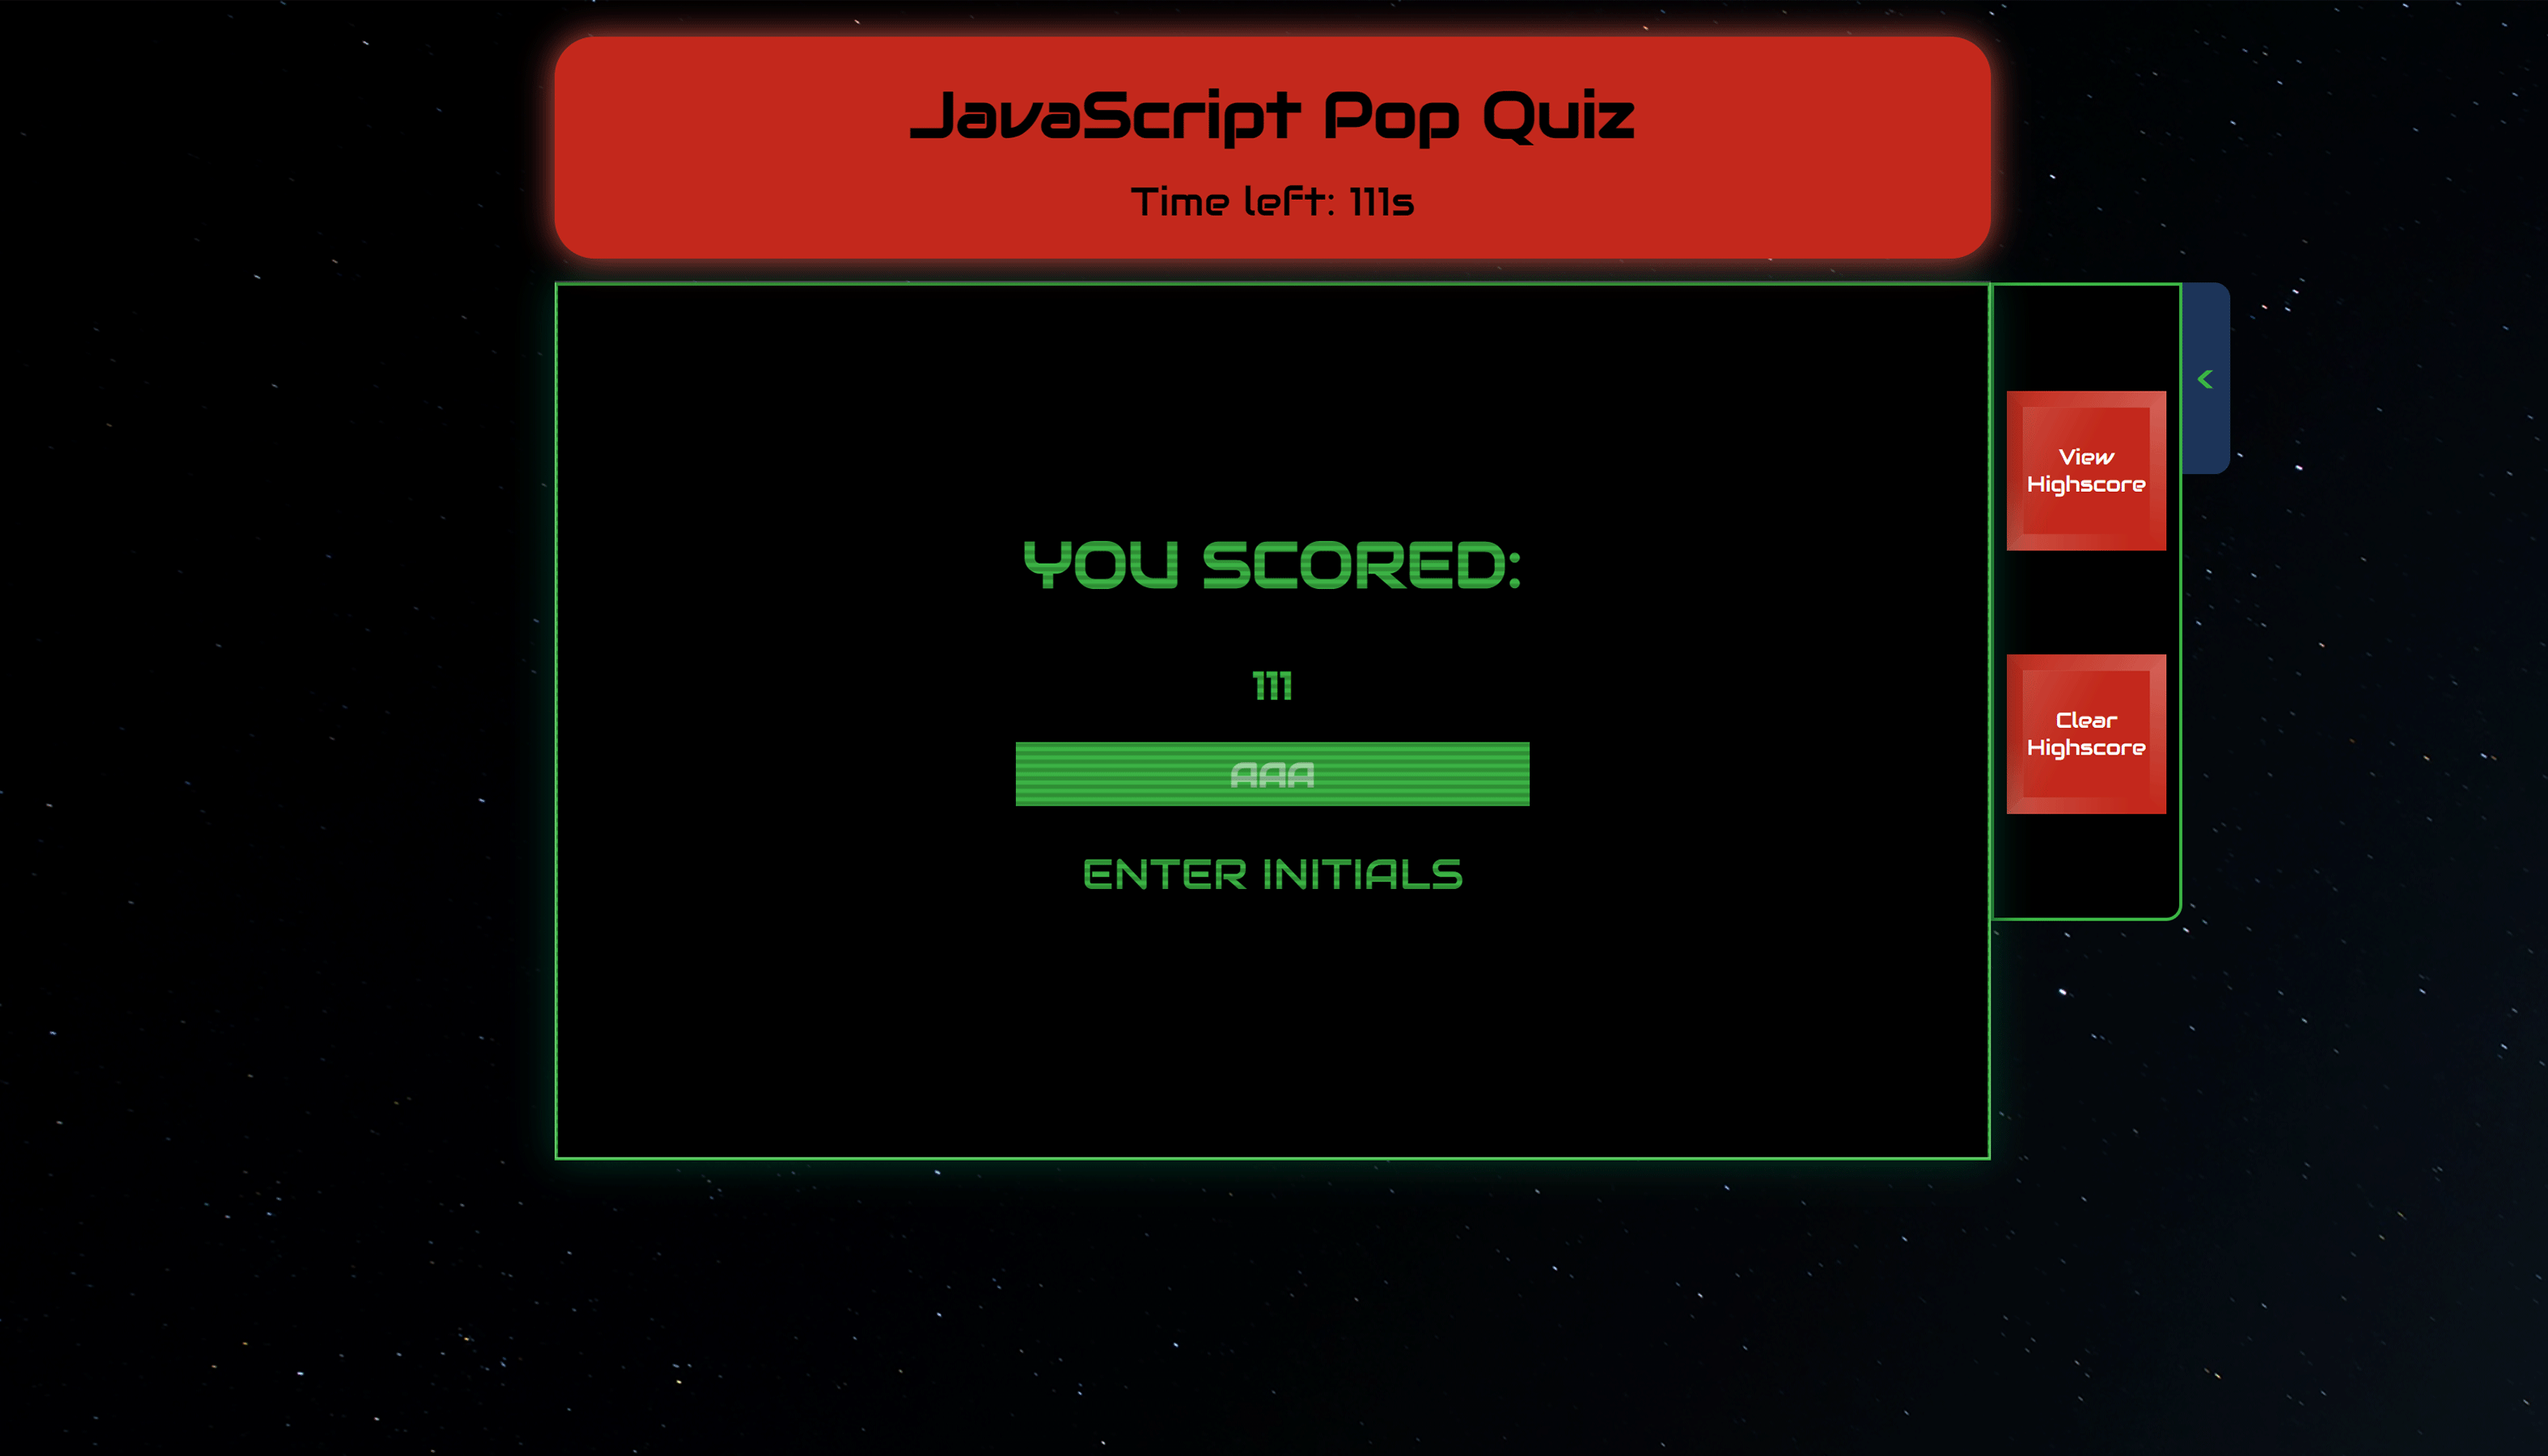 JavaScript Pop Quiz
Time left: 111s
<
View
Highscore
YOU SCORED:
111
Clear
Highscore
AAA
ENTER INITIALS